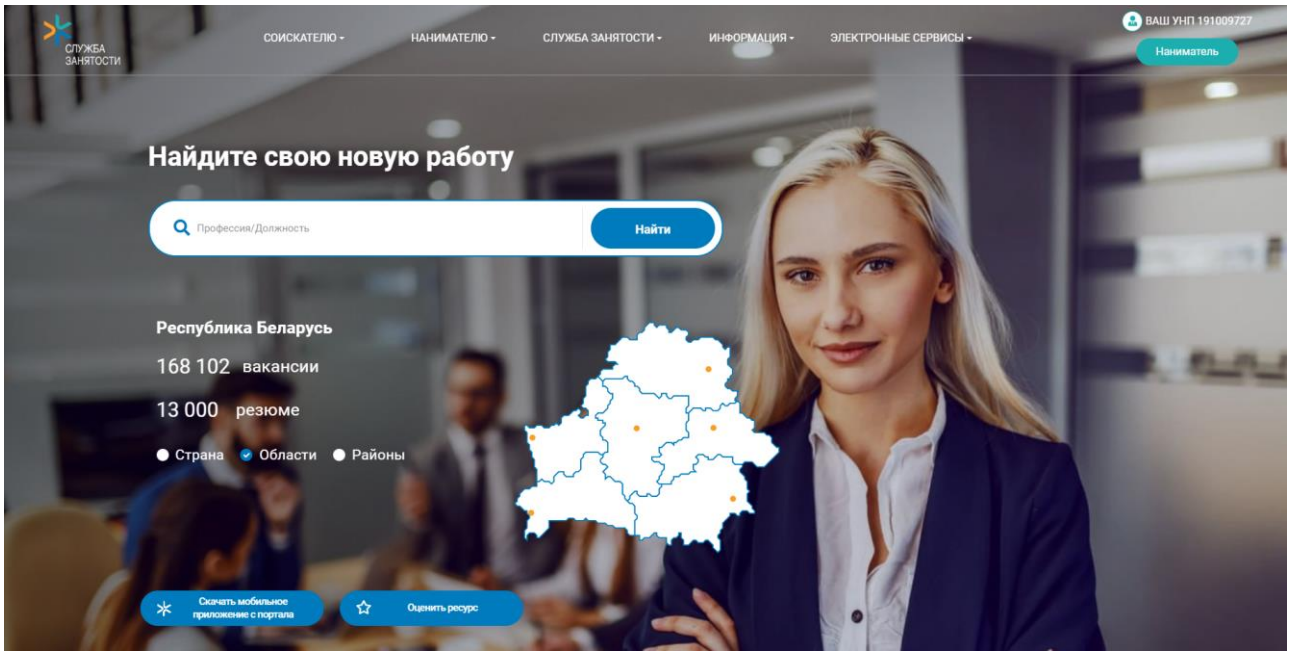 СЛУЖБА
ЗАНЯТОСТИ
СОИСКАТЕЛЮ
НАНИМАТЕЛЮ
СЛУЖБА ЗАНЯТОСТИ
ИНФОРМАЦИЯ
ЭЛЕКТРОННЫЕ СЕРВИСЫ
ВАШ УНП 191009727
Наниматель
Найдите свою новую работу
Профессия/Должность
Найти
Республика Беларусь
168 102 вакансии
13 000 резюме
Страна Области Районы
Скачать мобильное
приложение с портала
Оценить ресурс